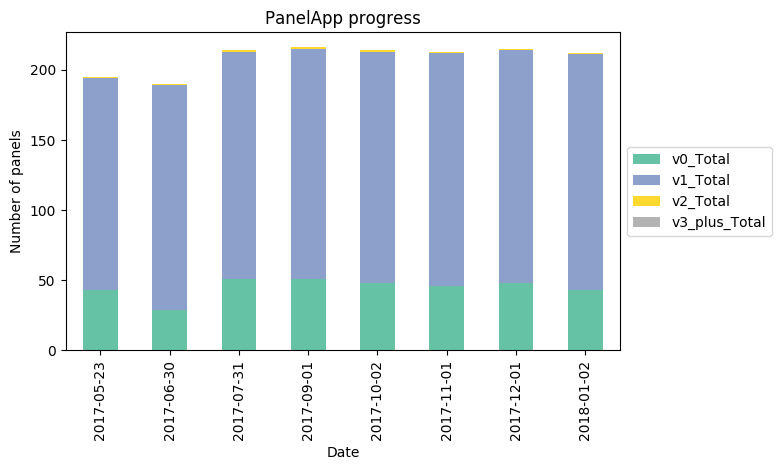 PanelApp progress
Number of panels
200
150
100
50
0
2017-05-23
2017-06-30
2017-07-31
2017-09-01
2017-10-02
2017-11-01
2017-12-01
2018-01-02
Date
v0_Total
v1_Total
v2_Total
v3_plus_Total